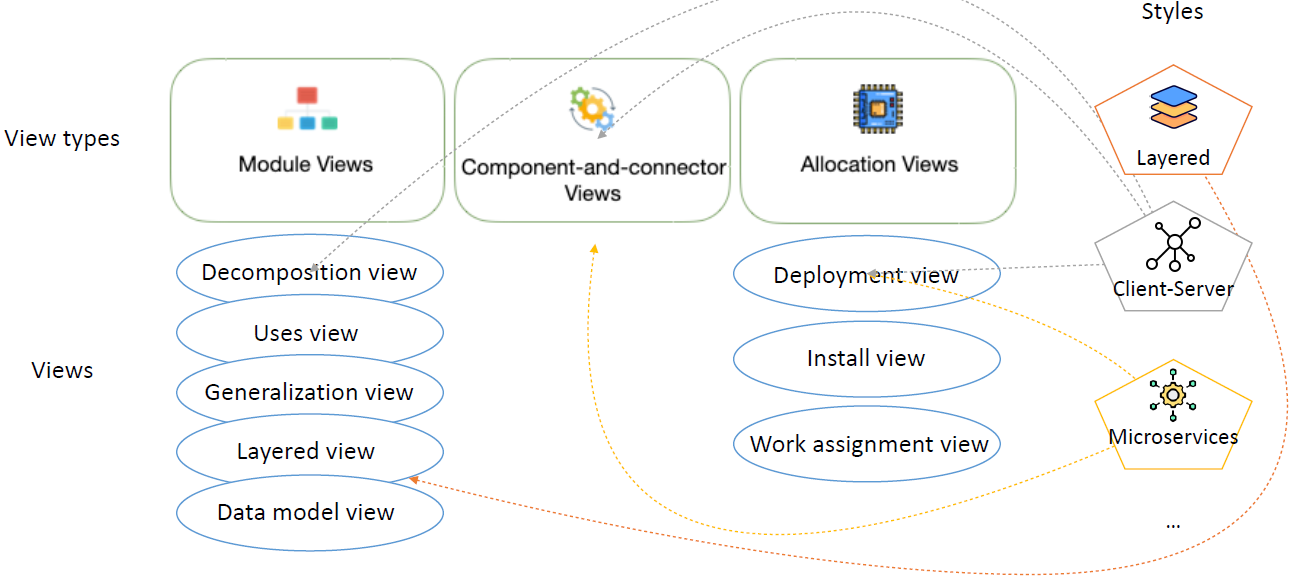 Styles
View types
Module Views
Component-and-connector
Views
Allocation Views
Layered
Client-Server
Views
Decomposition view
Uses view
Generalization view
Layered view
Data model view
Deployment view
Install view
Work assignment view
Microservices
...